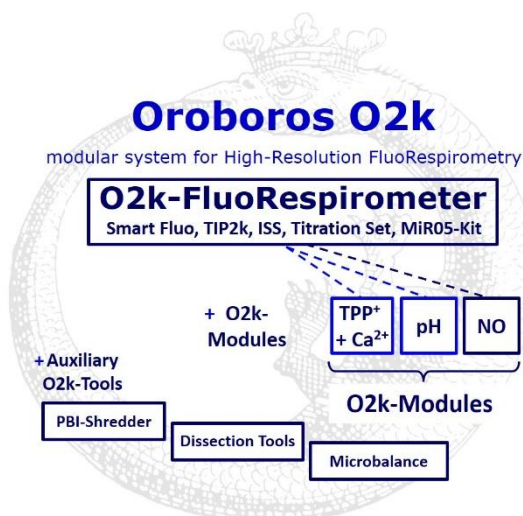 Oroboros O2k
modular system for High-Resolution FluoRespirometry
O2k-FluoRespirometer
Smart Fluo, TIP2k, ISS, Titration Set, MiR05-Kit
+ O2k-
Modules
TPP⁺
+ Ca²⁺
pH
NO
O2k-Modules
+Auxiliary
O2k-Tools
PBI-Shredder
Dissection Tools
Microbalance